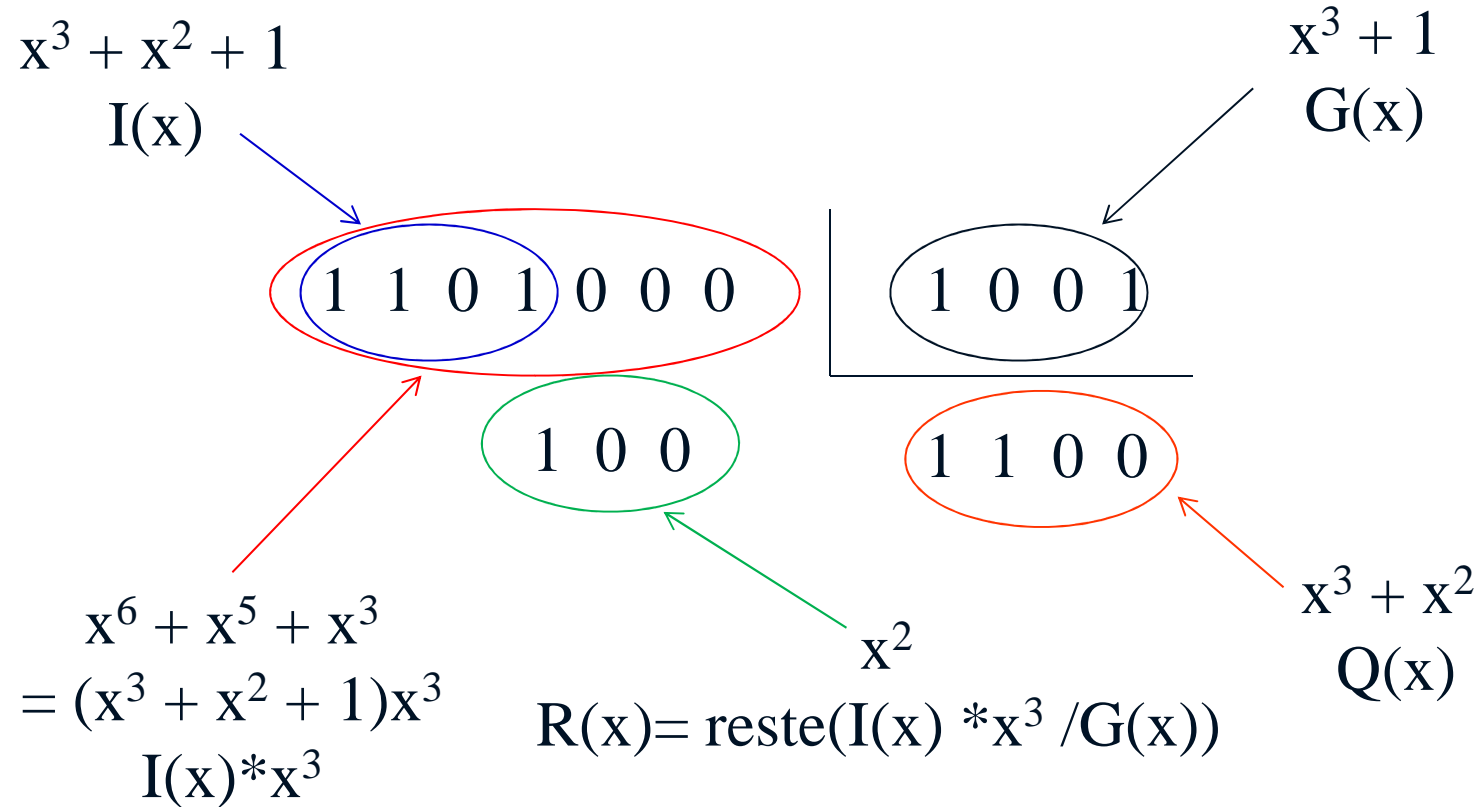 x³ + x² + 1
I(x)
x³ + 1
G(x)
1 1 0 1 0 0 0
1 0 0 1
1 0 0
1 1 0 0
x⁶ + x⁵ + x³
= (x³ + x² + 1)x³
I(x)*x³
x²
R(x)= reste(I(x) *x³ /G(x))
x³ + x²
Q(x)